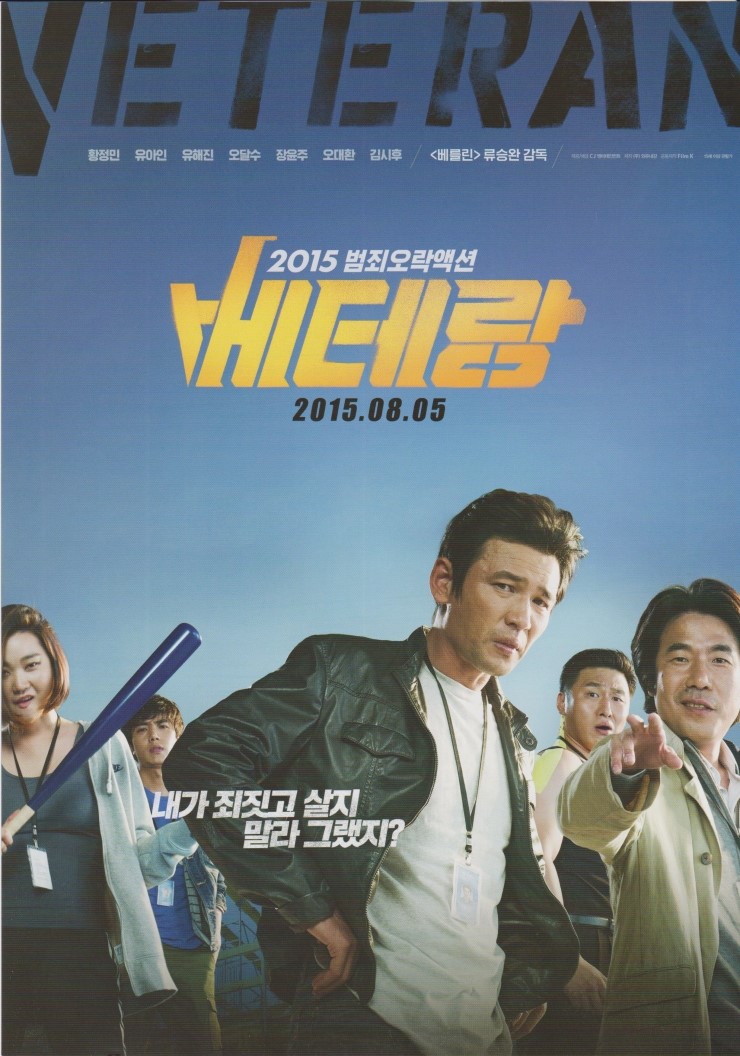 VETERAN
황정민 유아인 유해진 오달수 장윤주 오대환 김시후 / <베를린> 류승완 감독 /
2015 범죄오락액션
베테랑
2015.08.05
내가 죄짓고 살지
말라 그랬지?